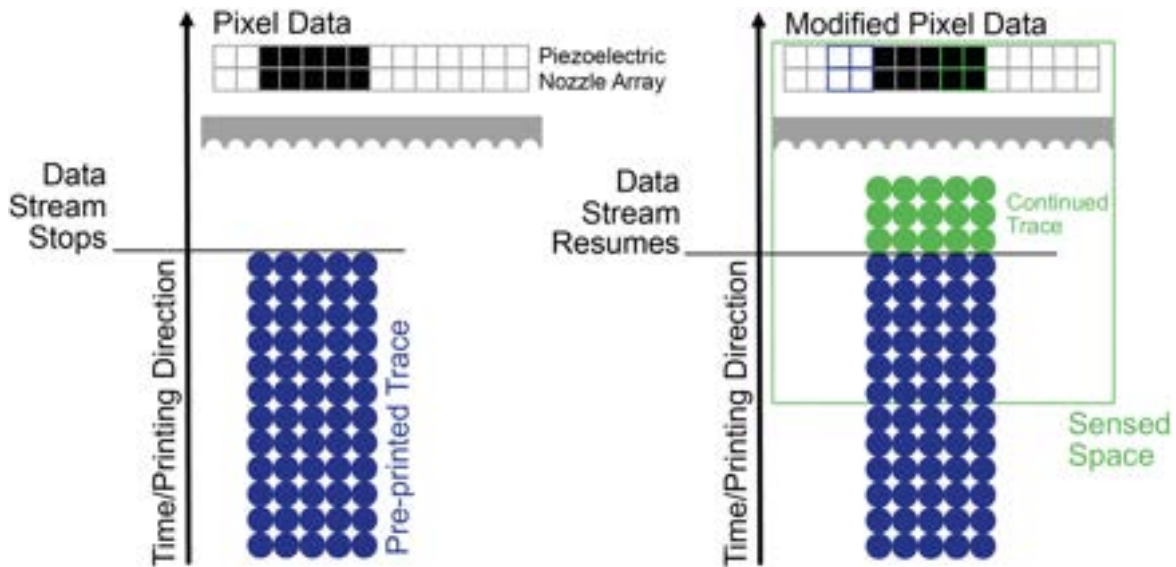 Pixel Data
Piezoelectric
Nozzle Array
Data
Stream
Stops
Time/Printing Direction
Pre-printed Trace
Modified Pixel Data
Data
Stream
Resumes
Continued
Trace
Time/Printing Direction
Sensed
Space